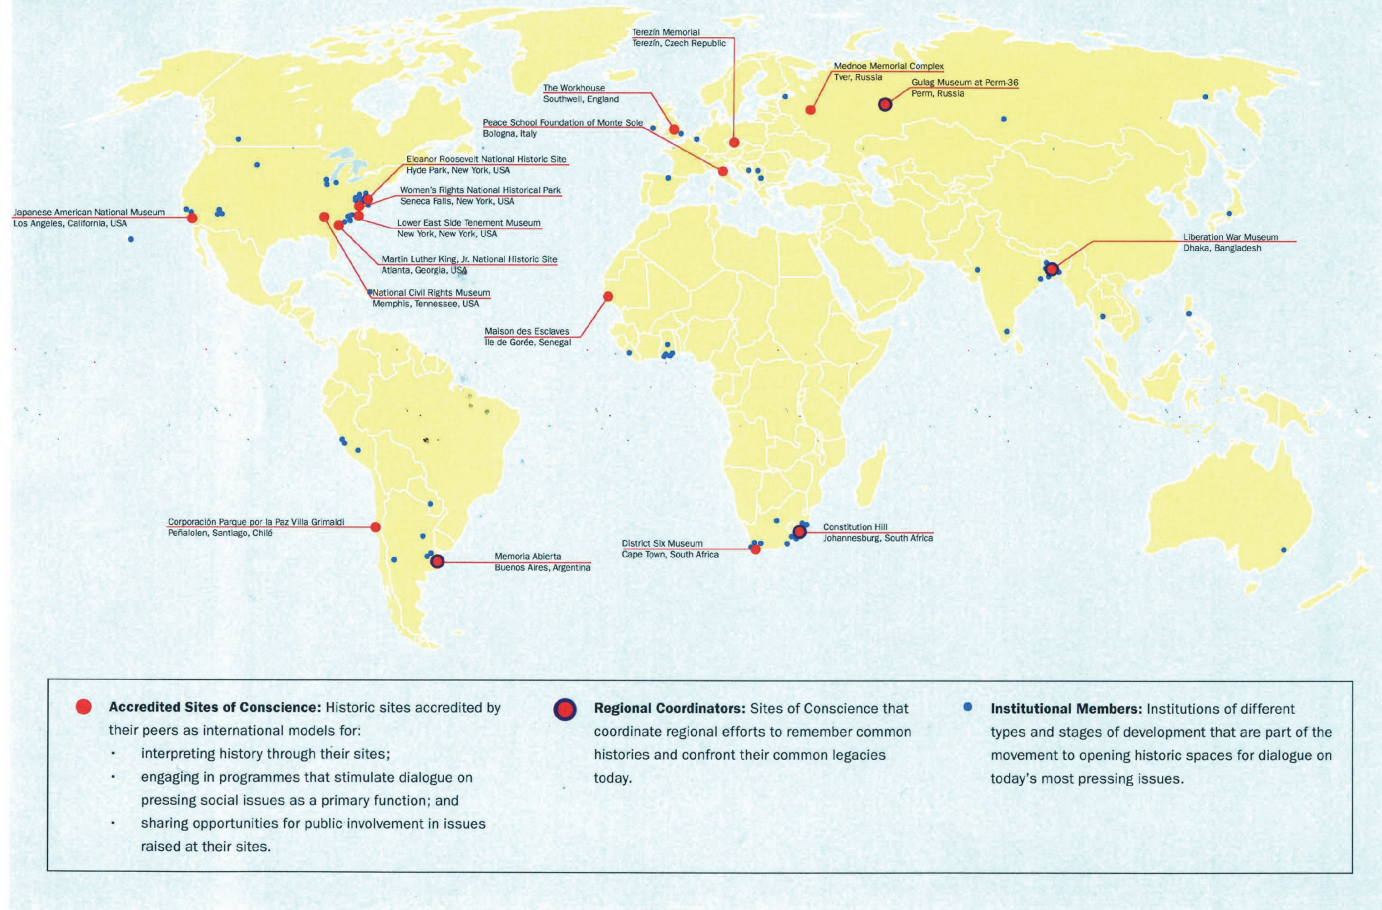 Terezín Memorial
Terezín, Czech Republic
Mednoe Memorial Complex
Tver, Russia
Gulag Museum at Perm-36
Perm, Russia
The Workhouse
Southwell, England
Peace School Foundation of Monte Sole
Bologna, Italy
Eleanor Roosevelt National Historic Site
Hyde Park, New York, USA
Women's Rights National Historical Park
Seneca Falls, New York, USA
Japanese American National Museum
Los Angeles, California, USA
Lower East Side Tenement Museum
New York, New York, USA
Liberation War Museum
Dhaka, Bangladesh
Martin Luther King, Jr. National Historic Site
Atlanta, Georgia, USA
National Civil Rights Museum
Memphis, Tennessee, USA
Maison des Esclaves
Ile de Gorée, Senegal
Corporación Parque por la Paz Villa Grimaldi
Peñalolen, Santiago, Chilé
Constitution Hill
Johannesburg, South Africa
District Six Museum
Cape Town, South Africa
Memoria Abierta
Buenos Aires, Argentina
Accredited Sites of Conscience: Historic sites accredited by
their peers as international models for:
· interpreting history through their sites;
· engaging in programmes that stimulate dialogue on
pressing social issues as a primary function; and
· sharing opportunities for public involvement in issues
raised at their sites.
Regional Coordinators: Sites of Conscience that
coordinate regional efforts to remember common
histories and confront their common legacies
today.
Institutional Members: Institutions of different
types and stages of development that are part of the
movement to opening historic spaces for dialogue on
today's most pressing issues.